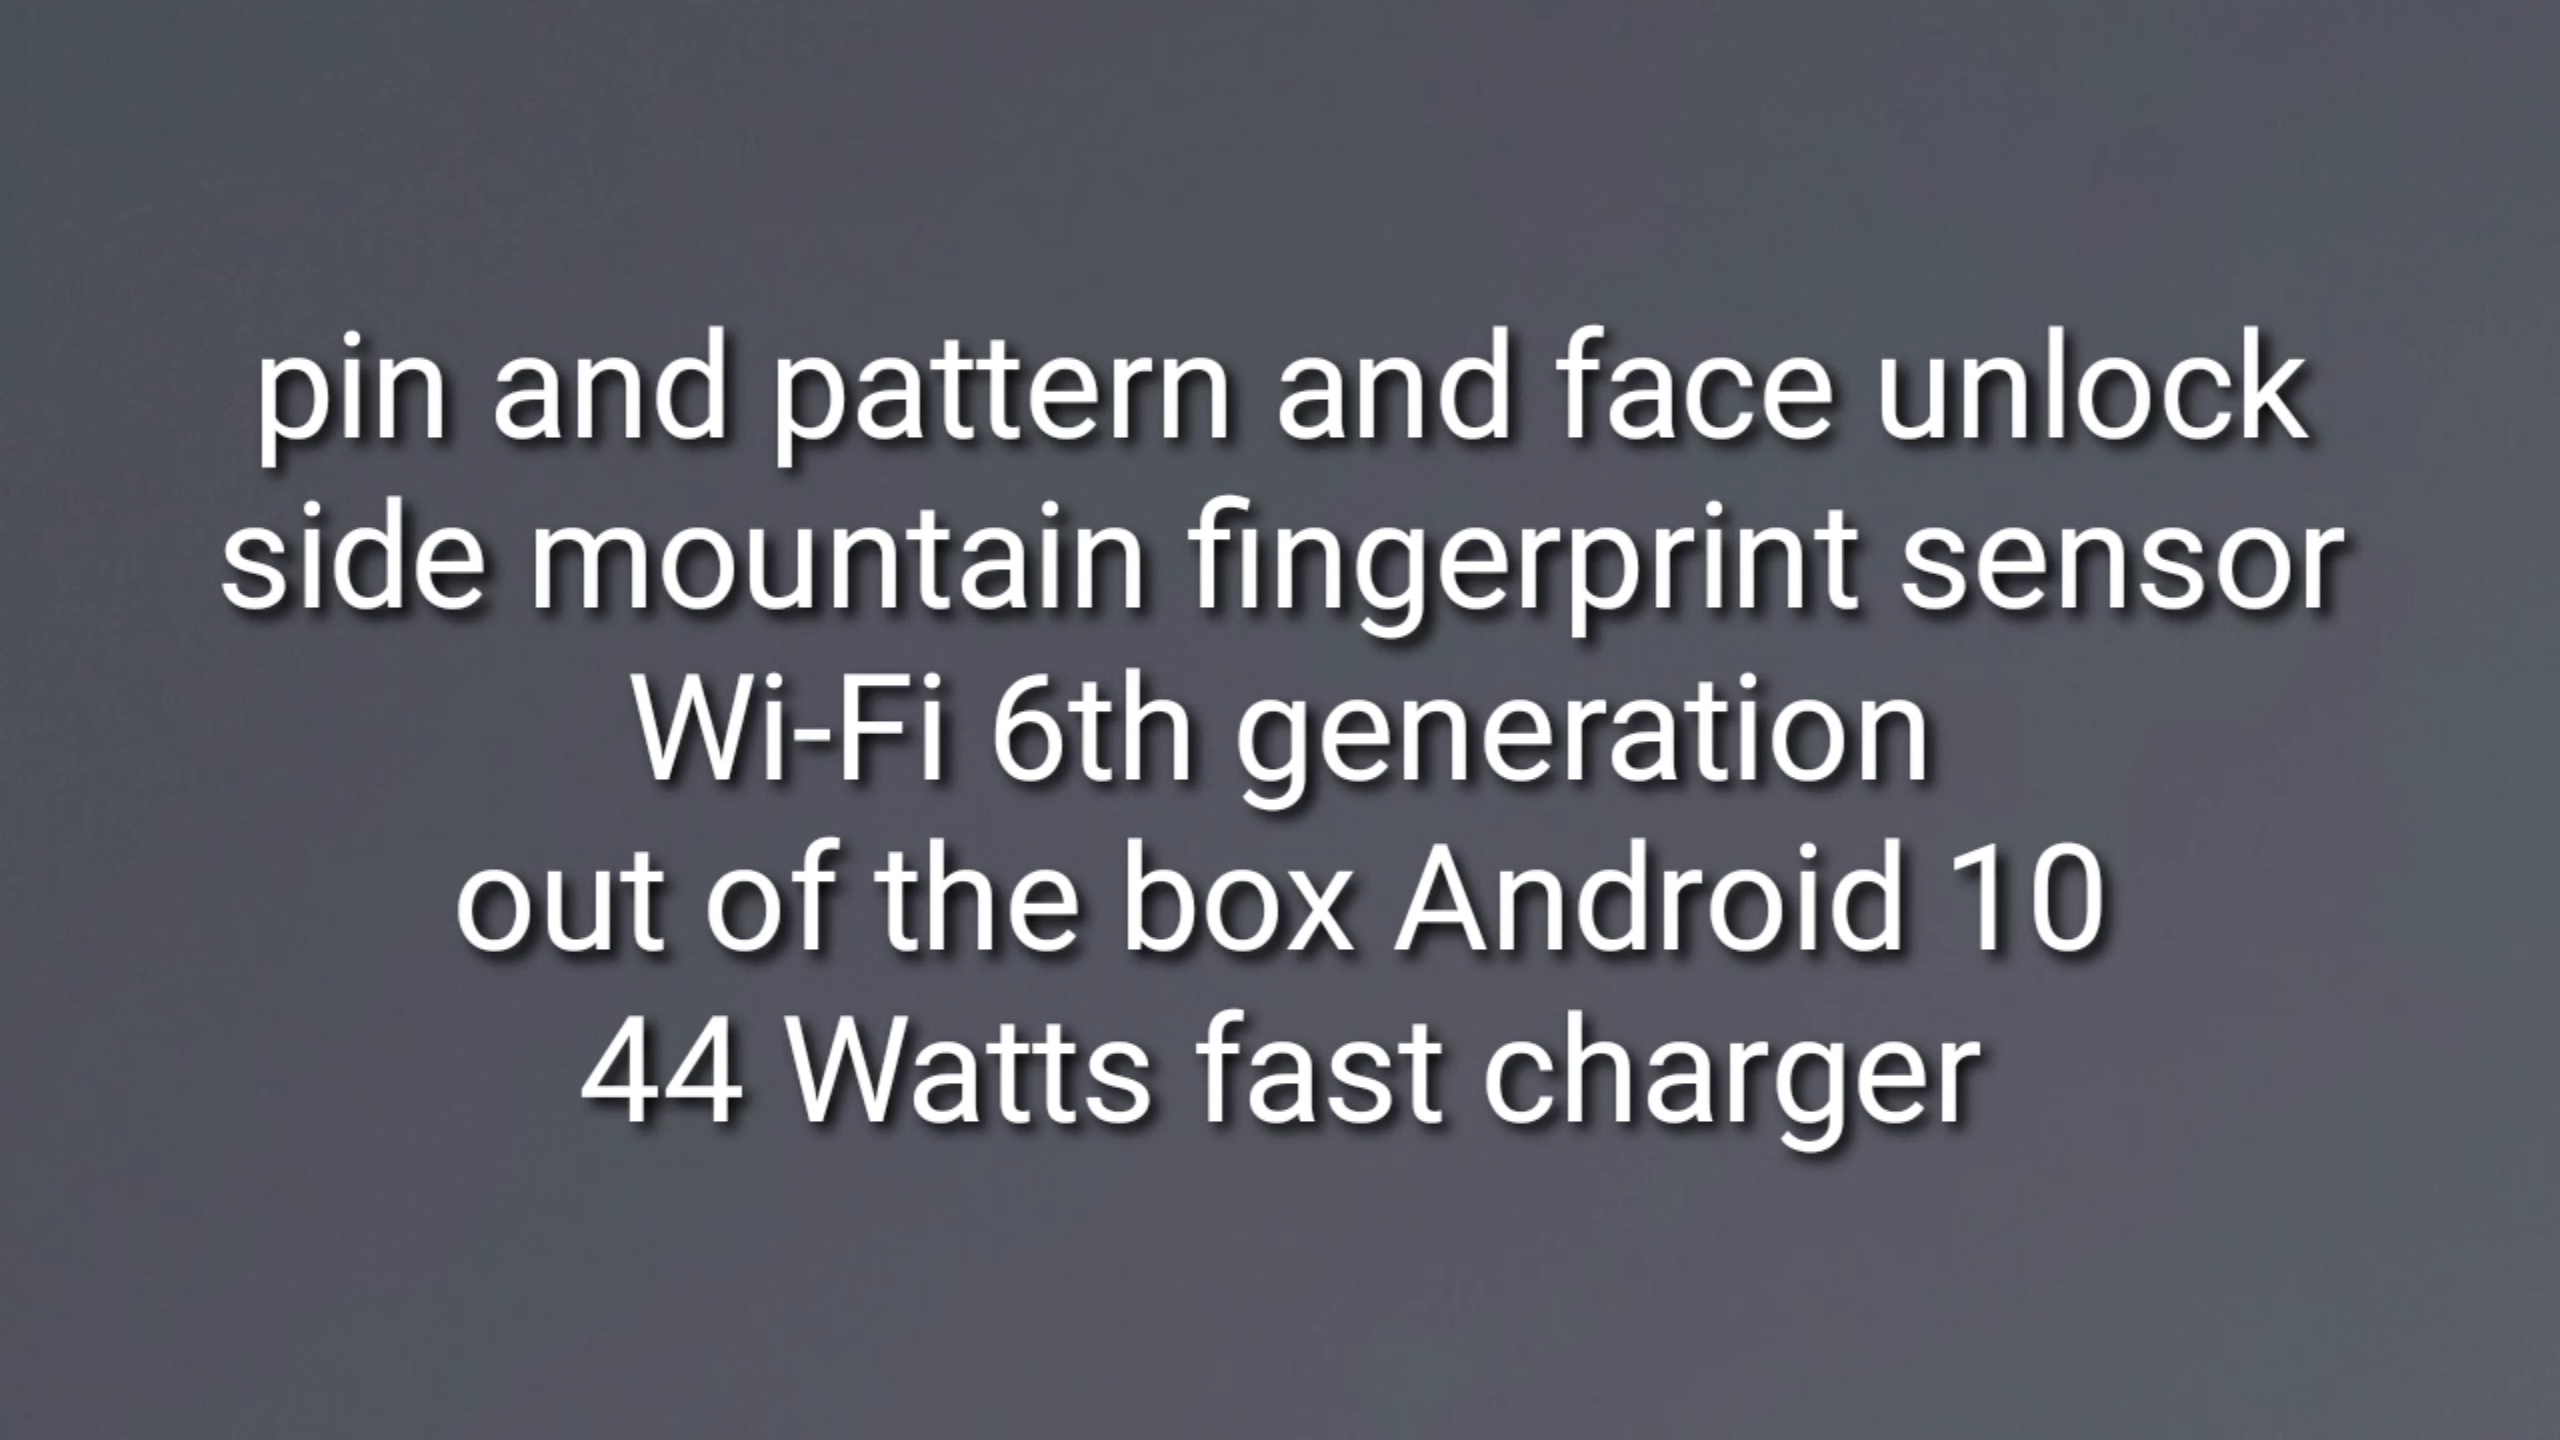 pin and pattern and face unlock
side mountain fingerprint sensor
Wi-Fi 6th generation
out of the box Android 10
44 Watts fast charger